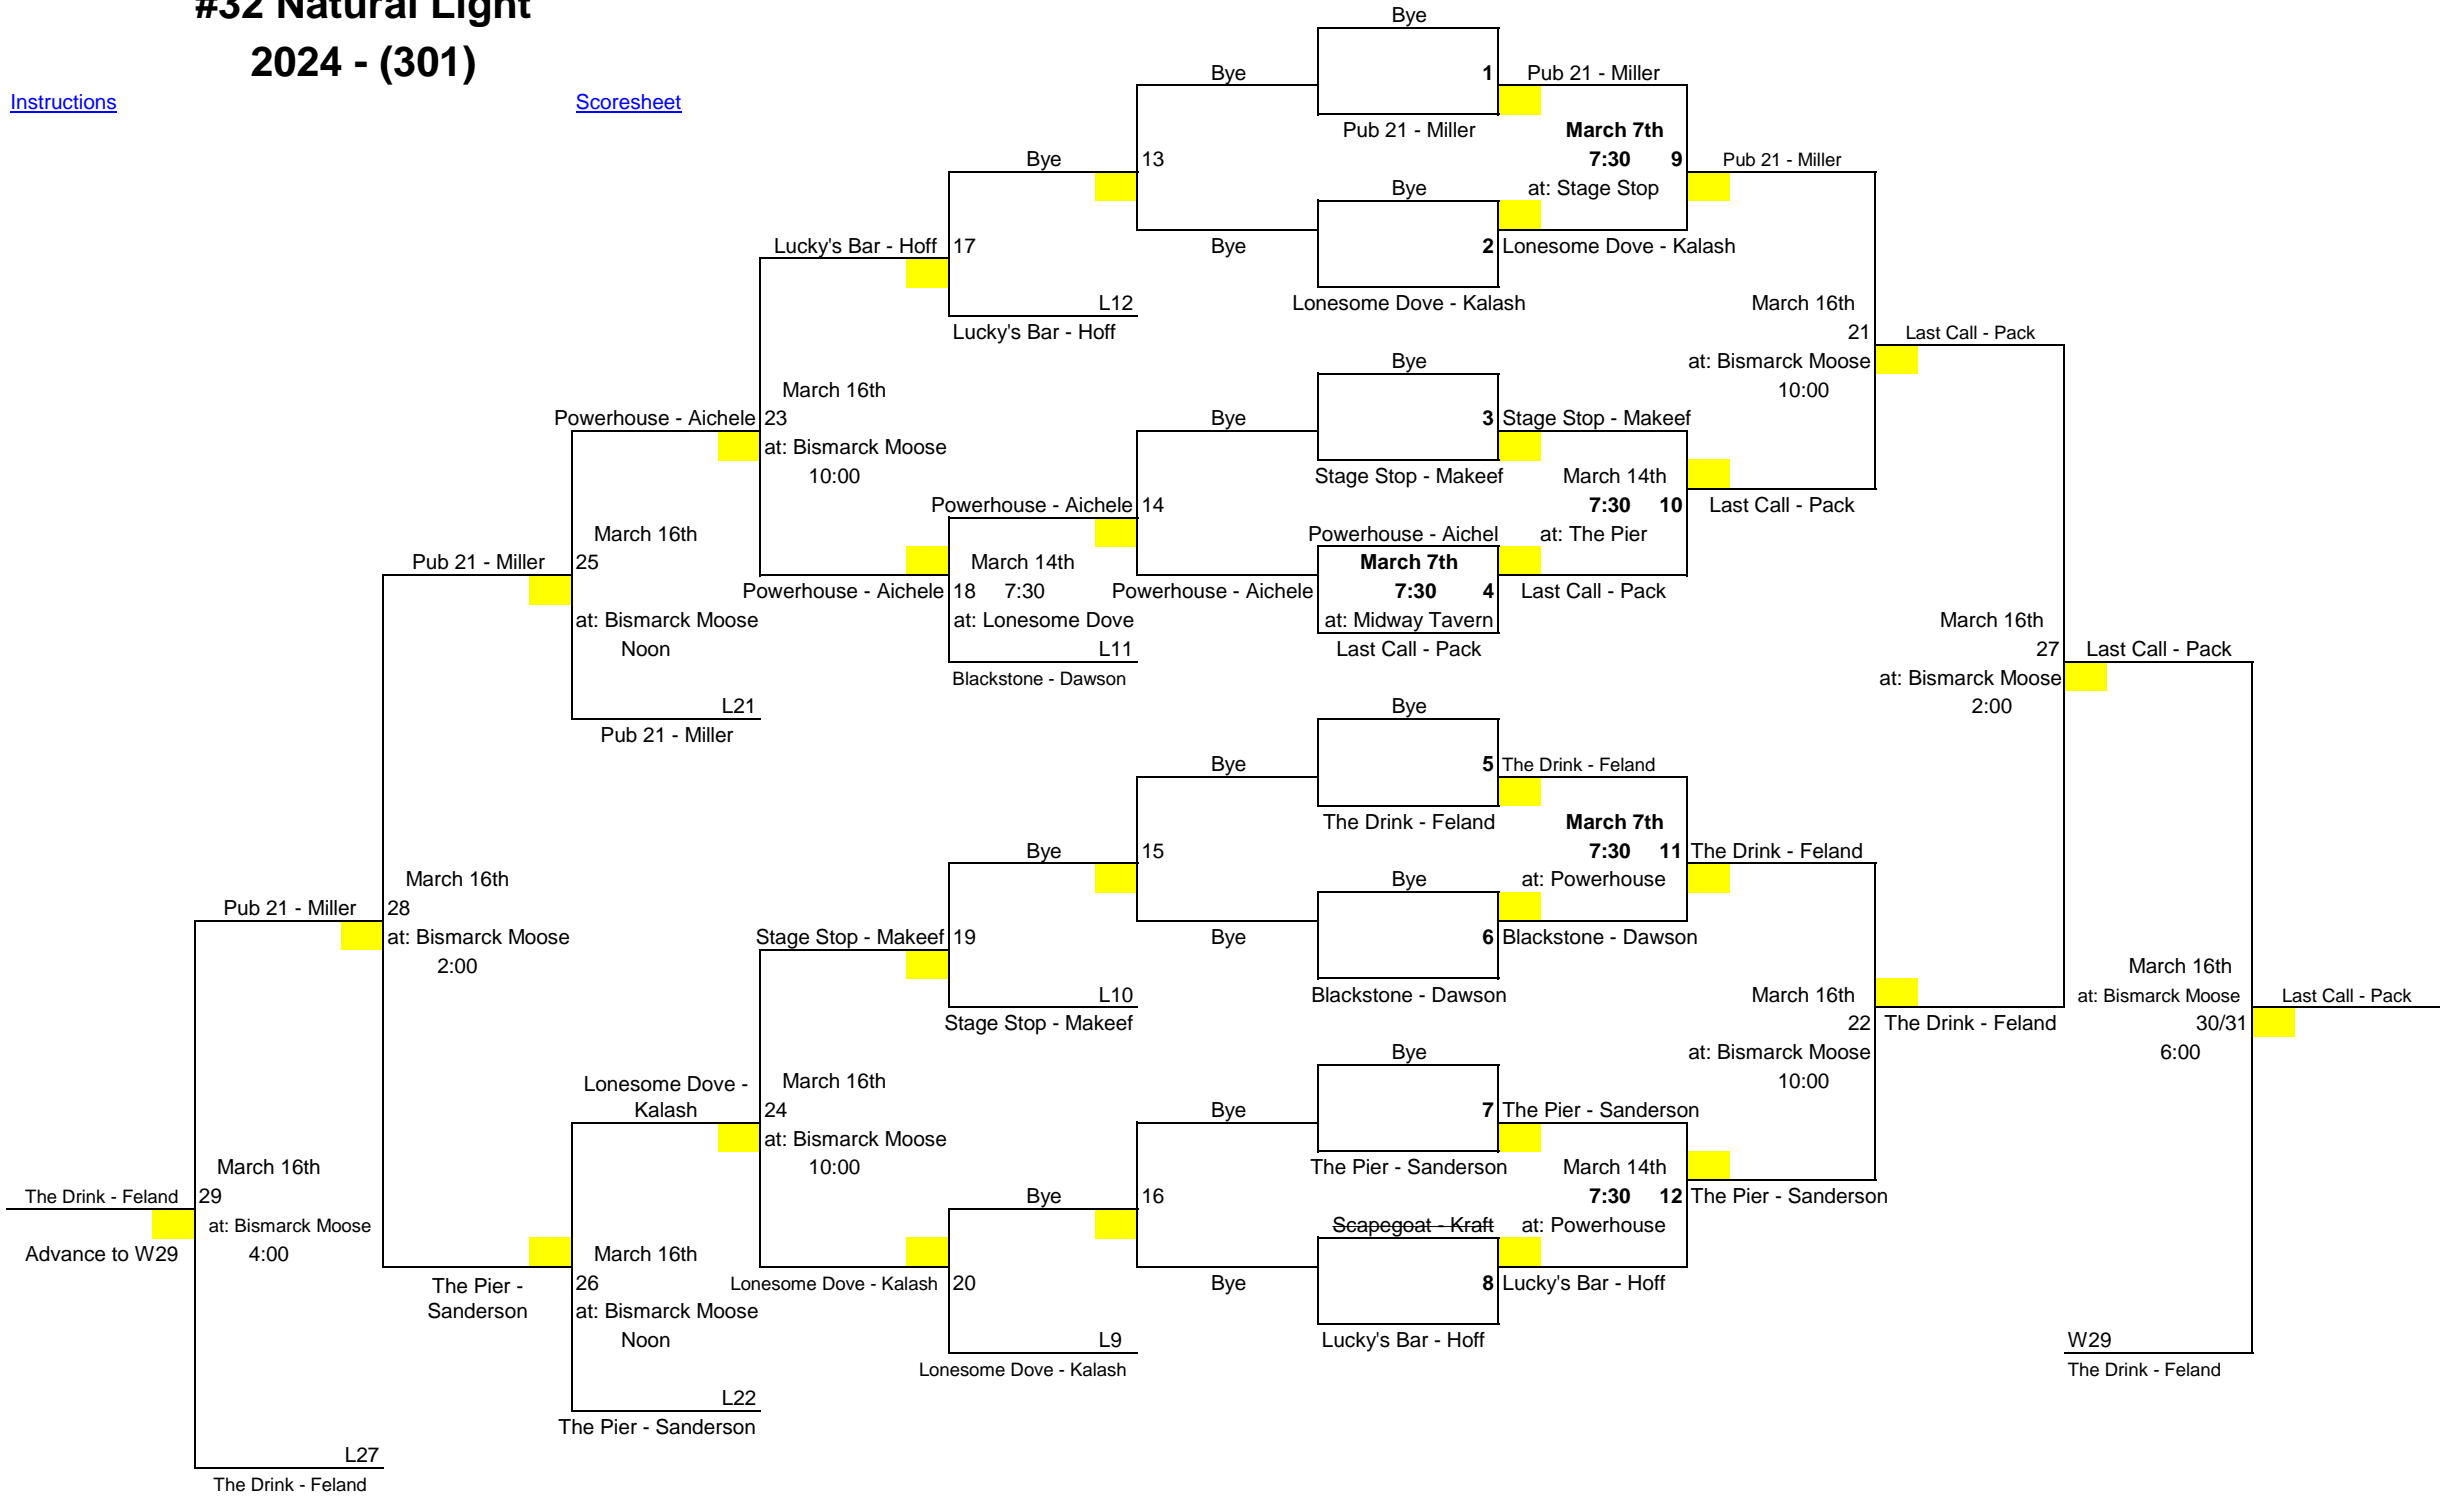 #32 Natural Light
2024 - (301)
Instructions
Scoresheet
Bye
Bye
1
Pub 21 - Miller
Pub 21 - Miller
March 7th
Bye
13
7:30
9
Pub 21 - Miller
Bye
at: Stage Stop
Lucky's Bar - Hoff
17
Bye
2
Lonesome Dove - Kalash
L12
Lonesome Dove - Kalash
March 16th
Lucky's Bar - Hoff
21
Last Call - Pack
Bye
at: Bismarck Moose
March 16th
10:00
Powerhouse - Aichele
23
Bye
3
Stage Stop - Makeef
at: Bismarck Moose
10:00
Stage Stop - Makeef
March 14th
Powerhouse - Aichele
14
7:30
10
Last Call - Pack
March 16th
Powerhouse - Aichel
at: The Pier
Pub 21 - Miller
25
March 14th
March 7th
Powerhouse - Aichele
18
7:30
Powerhouse - Aichele
7:30
4
Last Call - Pack
at: Bismarck Moose
at: Lonesome Dove
at: Midway Tavern
March 16th
Noon
L11
Last Call - Pack
27
Last Call - Pack
Blackstone - Dawson
at: Bismarck Moose
L21
Bye
2:00
Pub 21 - Miller
Bye
5
The Drink - Feland
The Drink - Feland
March 7th
Bye
15
7:30
11
The Drink - Feland
March 16th
Bye
at: Powerhouse
Pub 21 - Miller
28
at: Bismarck Moose
Stage Stop - Makeef
19
Bye
6
Blackstone - Dawson
2:00
March 16th
L10
Blackstone - Dawson
March 16th
at: Bismarck Moose
Last Call - Pack
Stage Stop - Makeef
22
The Drink - Feland
30/31
Bye
at: Bismarck Moose
6:00
Lonesome Dove -
Kalash
March 16th
10:00
24
Bye
7
The Pier - Sanderson
at: Bismarck Moose
March 16th
10:00
The Pier - Sanderson
March 14th
The Drink - Feland
29
Bye
16
7:30
12
The Pier - Sanderson
at: Bismarck Moose
Scapegoat - Kraft
at: Powerhouse
Advance to W29
4:00
March 16th
The Pier -
Sanderson
26
Lonesome Dove - Kalash
20
Bye
8
Lucky's Bar - Hoff
at: Bismarck Moose
Noon
L9
Lucky's Bar - Hoff
W29
Lonesome Dove - Kalash
The Drink - Feland
L22
The Pier - Sanderson
L27
The Drink - Feland